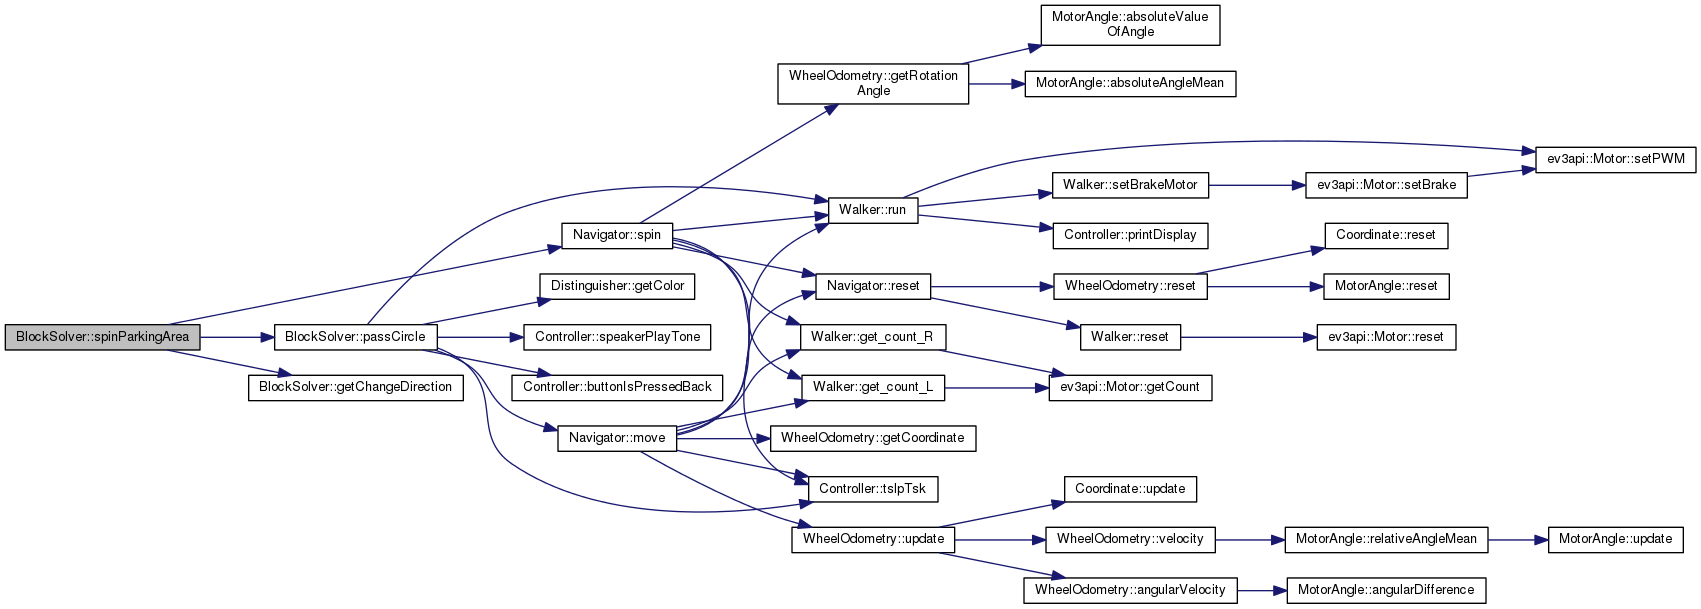 MotorAngle::absoluteValue
OfAngle
WheelOdometry::getRotation
Angle
MotorAngle::absoluteAngleMean
ev3api::Motor::setPWM
Walker::setBrakeMotor
ev3api::Motor::setBrake
Walker::run
Navigator::spin
Controller::printDisplay
Coordinate::reset
Distinguisher::getColor
Navigator::reset
WheelOdometry::reset
MotorAngle::reset
BlockSolver::spinParkingArea
BlockSolver::passCircle
Controller::speakerPlayTone
Walker::get_count_R
Walker::reset
ev3api::Motor::reset
BlockSolver::getChangeDirection
Controller::buttonIsPressedBack
Walker::get_count_L
ev3api::Motor::getCount
Navigator::move
WheelOdometry::getCoordinate
Controller::tslpTsk
Coordinate::update
WheelOdometry::update
WheelOdometry::velocity
MotorAngle::relativeAngleMean
MotorAngle::update
WheelOdometry::angularVelocity
MotorAngle::angularDifference